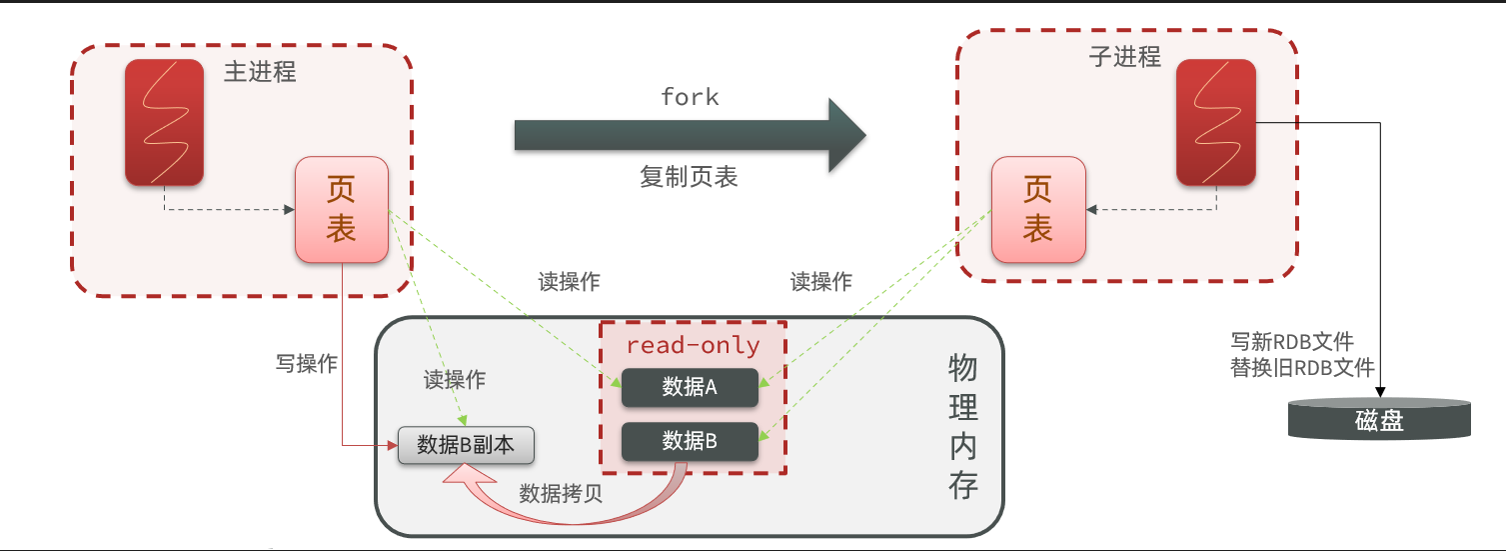 主进程
页
表
fork
复制页表
子进程
页
表
读操作
读操作
写操作
读操作
read-only
数据A
数据B
数据B副本
数据拷贝
物
理
内
存
写新RDB文件
替换旧RDB文件
磁盘